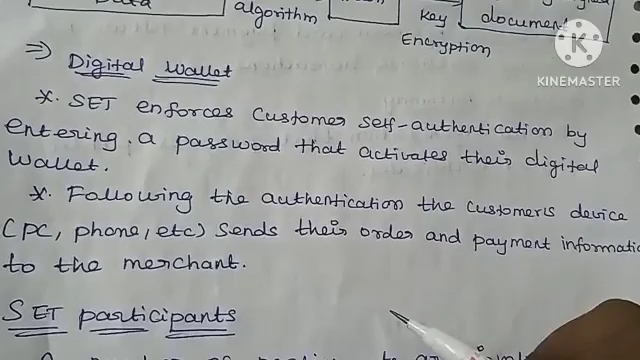 Data
algorithm
key
document
Encryption
KINEMASTER
⇒ Digital wallet
*. SET enforces customer self-authentication by
entering a password that activates their digital
wallet.
*. Following the authentication the customer's device
(PC, phone, etc) sends their order and payment informatio
to the merchant.
SET participants